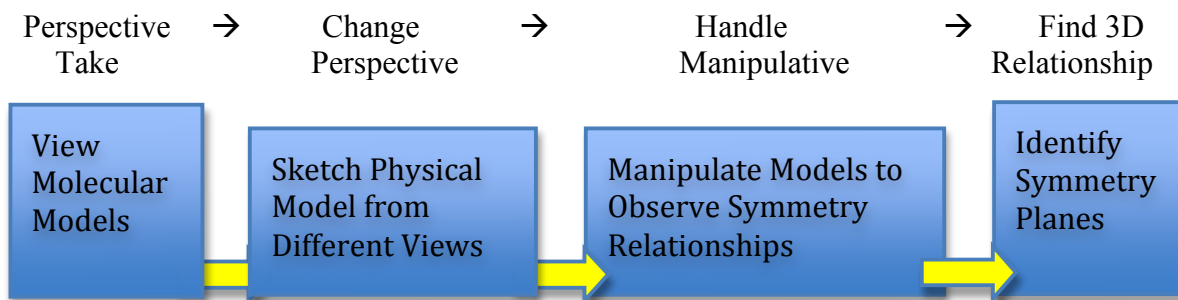 Perspective → Change → Handle → Find 3D
Take Perspective Manipulative Relationship
View
Molecular
Models
Sketch Physical
Model from
Different Views
Manipulate Models to
Observe Symmetry
Relationships
Identify
Symmetry
Planes